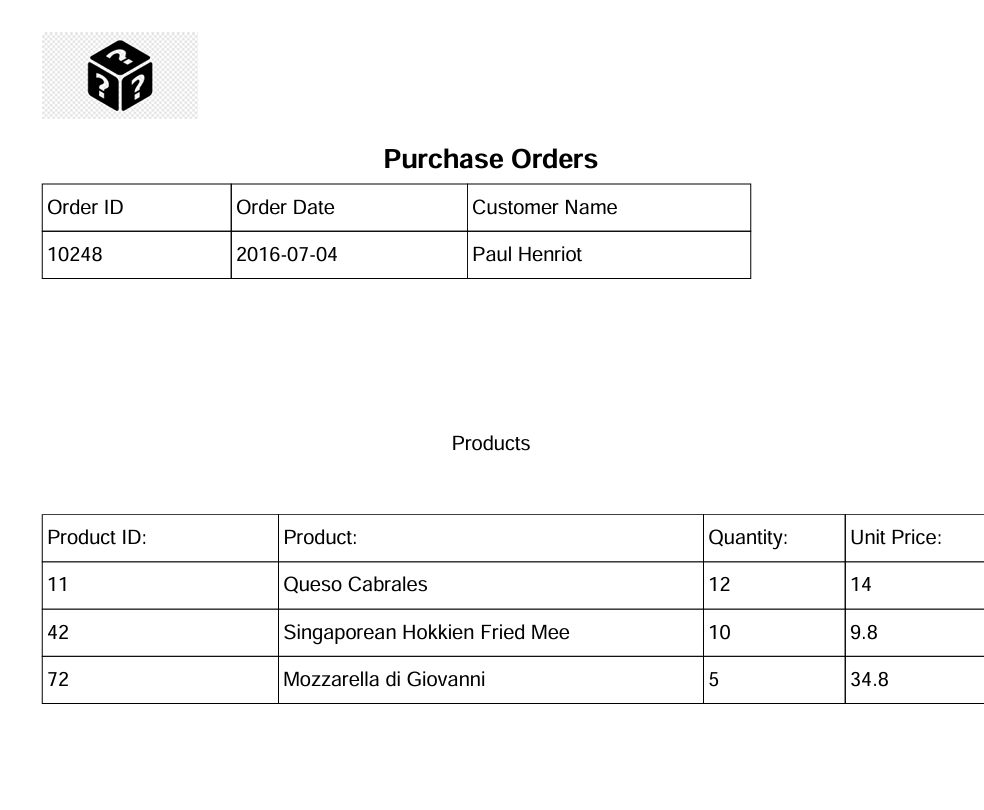 ? ? ?
Purchase Orders
Order ID Order Date Customer Name
10248 2016-07-04 Paul Henriot
Products
Product ID: Product: Quantity: Unit Price:
11 Queso Cabrales 12 14
42 Singaporean Hokkien Fried Mee 10 9.8
72 Mozzarella di Giovanni 5 34.8